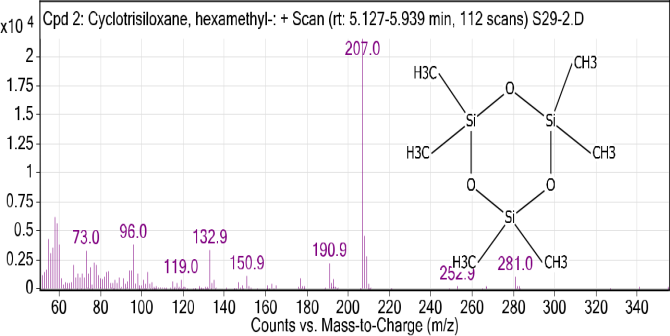 Cpd 2: Cyclotrisiloxane, hexamethyl-: + Scan (rt: 5.127-5.939 min, 112 scans) S29-2.D
x10 4
207.0
2
1.75
1.5
1.25
1
0.75
0.5
0.25
0
73.0
96.0
119.0
132.9
150.9
190.9
252.9
281.0
H3C
CH3
O
Si
Si
H3C
CH3
O
O
Si
H3C
CH3
60 80 100 120 140 160 180 200 220 240 260 280 300 320 340
Counts vs. Mass-to-Charge (m/z)